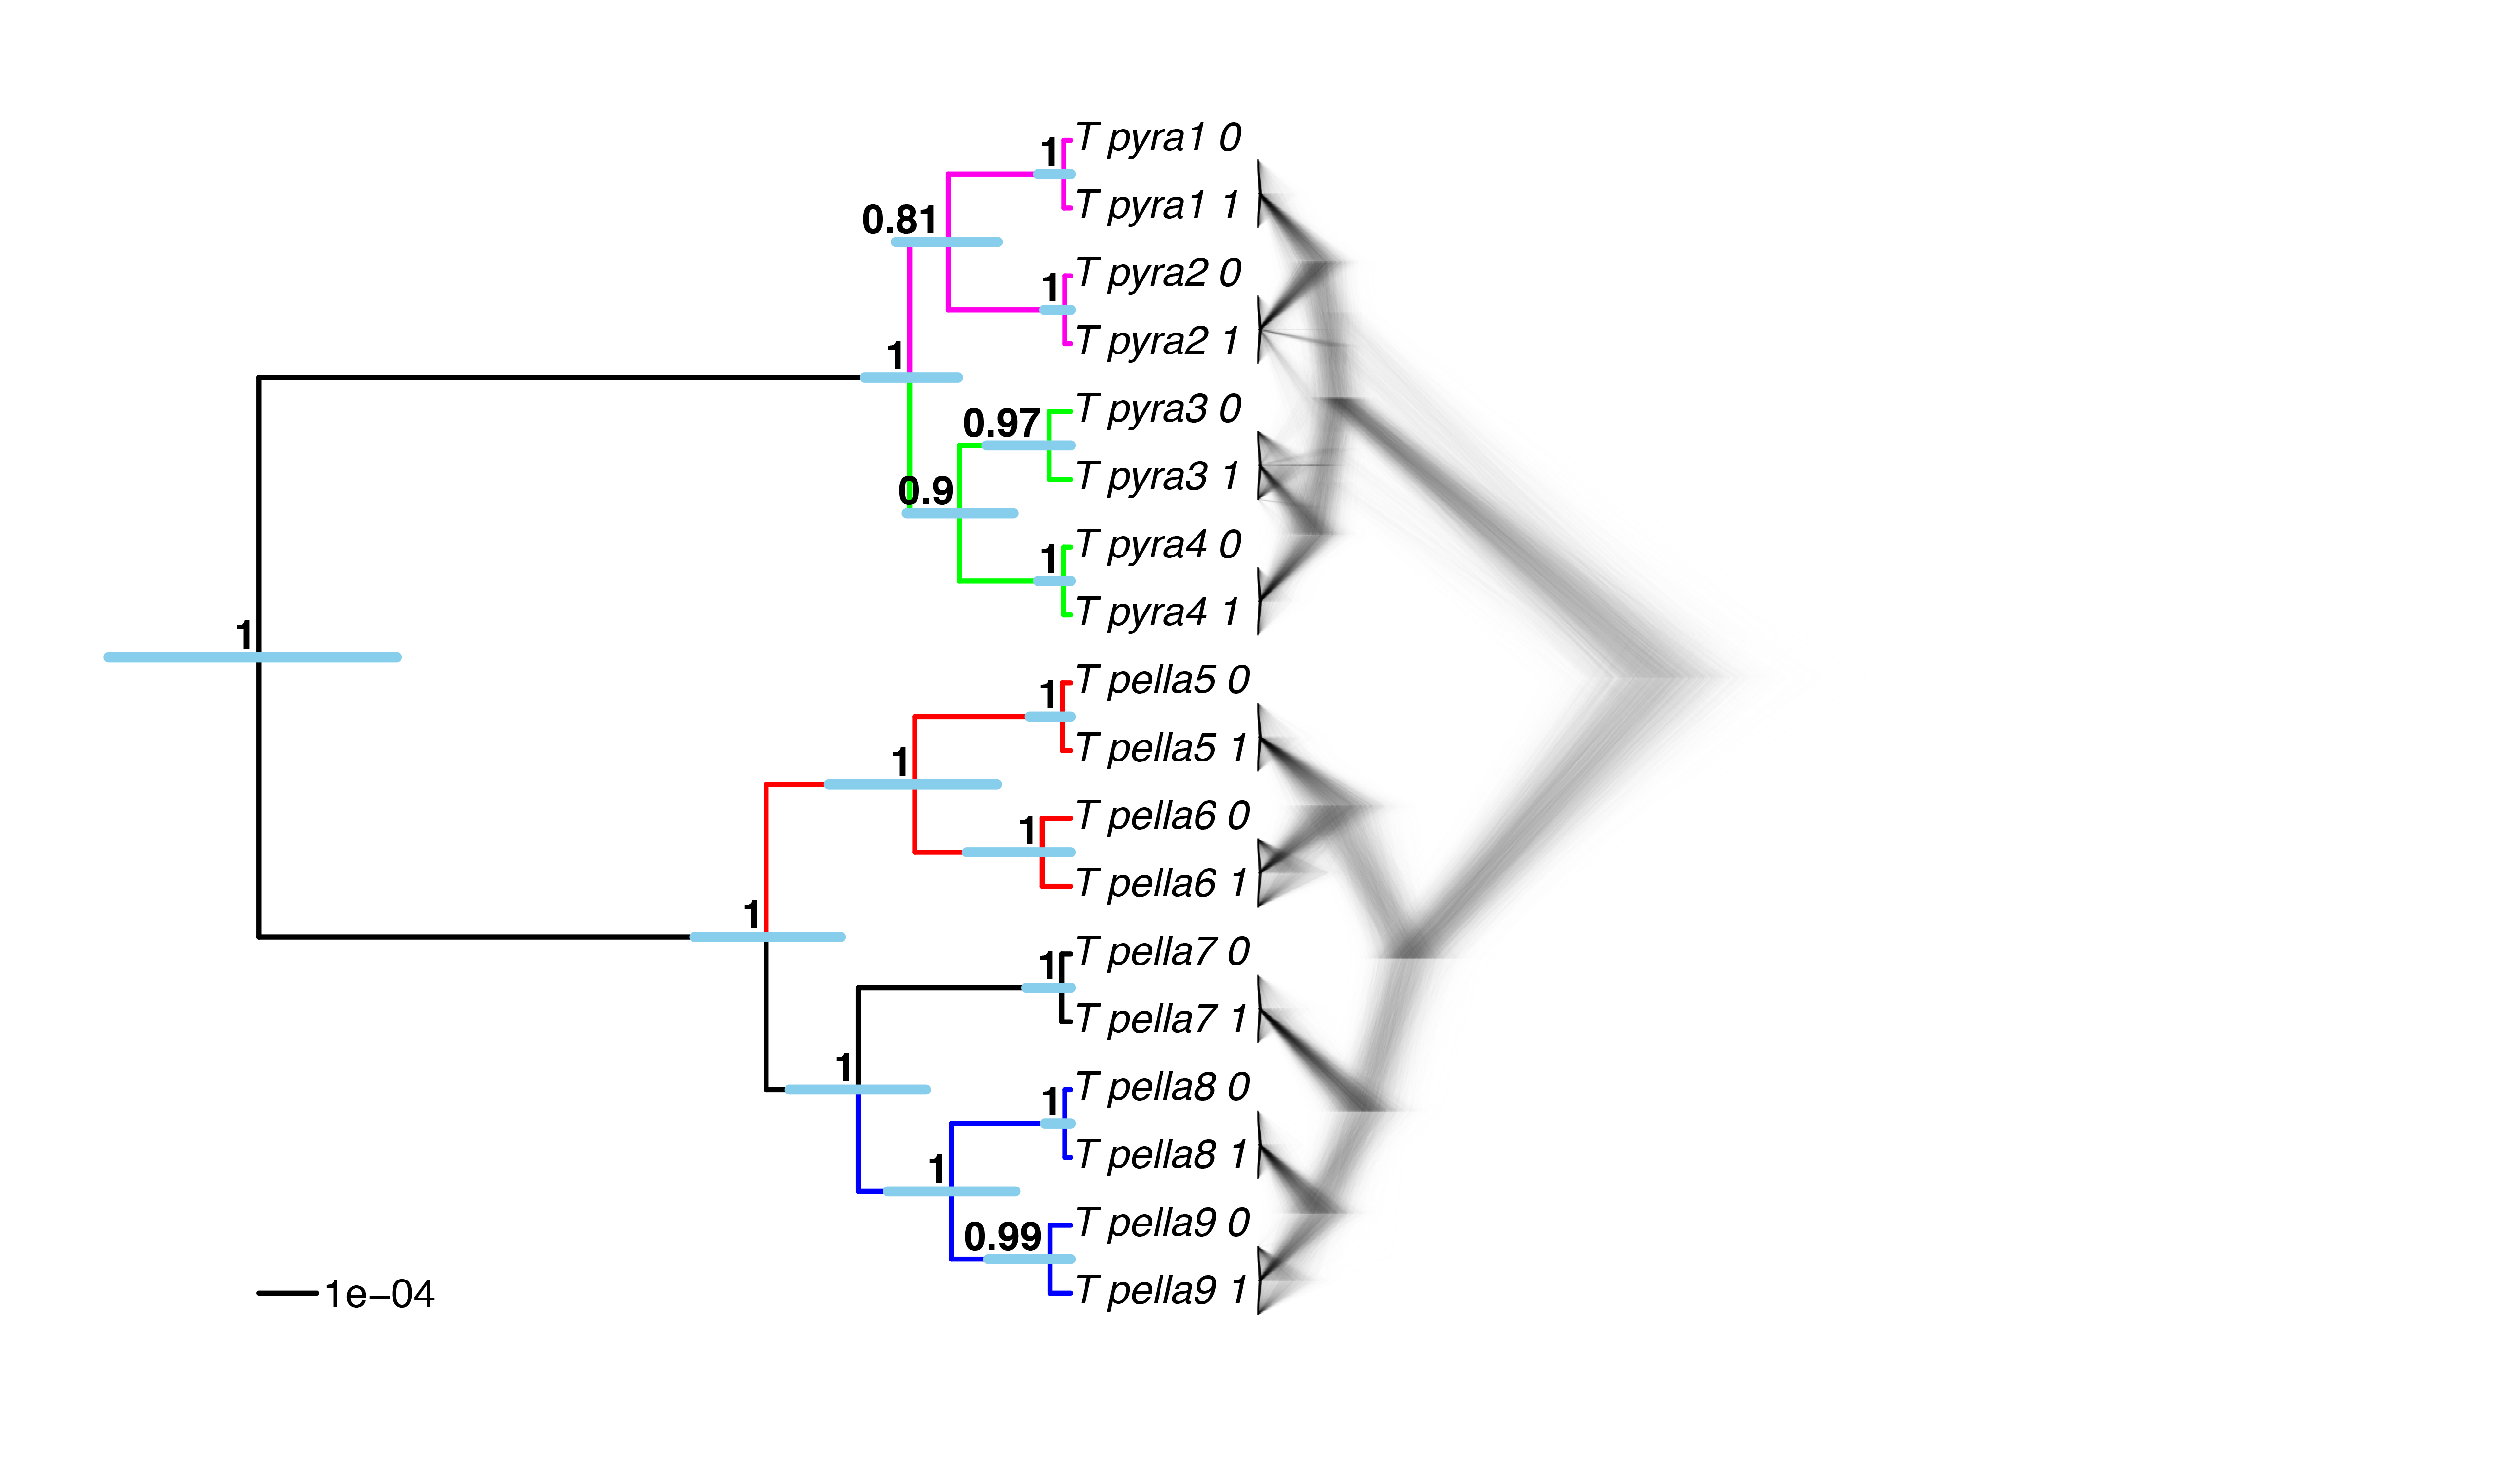 T pyra1 0
1
T pyra1 1
0.81
T pyra2 0
1
T pyra2 1
1
T pyra3 0
0.97
T pyra3 1
0.9
T pyra4 0
1
T pyra4 1
1
T pella5 0
1
T pella5 1
1
T pella6 0
1
T pella6 1
1
T pella7 0
1
T pella7 1
1
T pella8 0
1
T pella8 1
1
T pella9 0
0.99
T pella9 1
1e−04